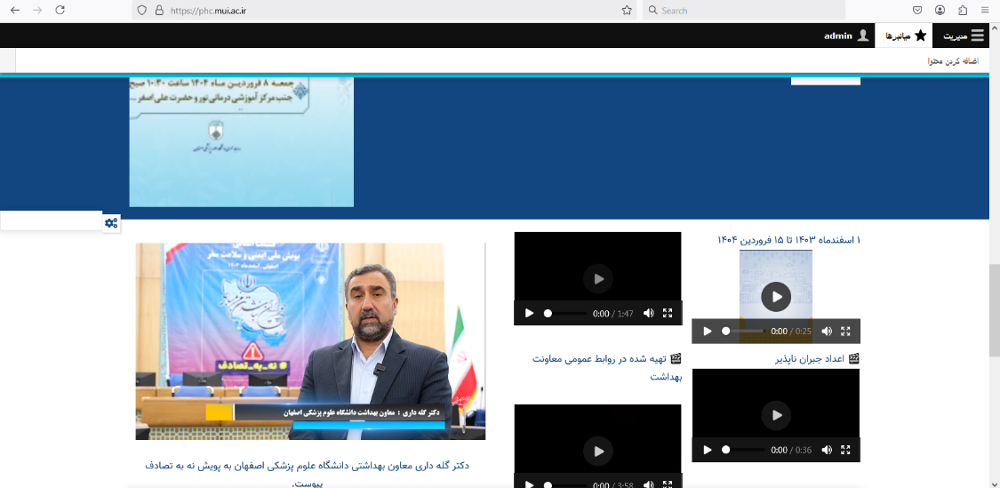 https://phc.mui.ac.ir
Search
مدیریت
میانبرها
admin
اضافه کردن محتوا
جمعه ۸ فروردین مـاه ۱۴۰۴ ساعت ۱۰:۳۰ صبح
جنب مرکز آموزشی درمانی نور و حضرت علی اصغر
۱ اسفندماه ۱۴۰۳ تا ۱۵ فروردین ۱۴۰۴
0:00 / 0:25
اعداد جبران ناپذیر
0:00 / 0:36
0:00 / 1:47
تهیه شده در روابط عمومی معاونت
بهداشت
0:00 / 3:58
پویش ملی ایمنی و سلامت سفر
اصفهان، اسفندماه ۱۴۰۳
# نه_به_تصادف
دکتر گله داری : معاون بهداشت دانشگاه علوم پزشکی اصفهان
دکتر گله داری معاون بهداشتی دانشگاه علوم پزشکی اصفهان به پویش نه به تصادف
پیوست.